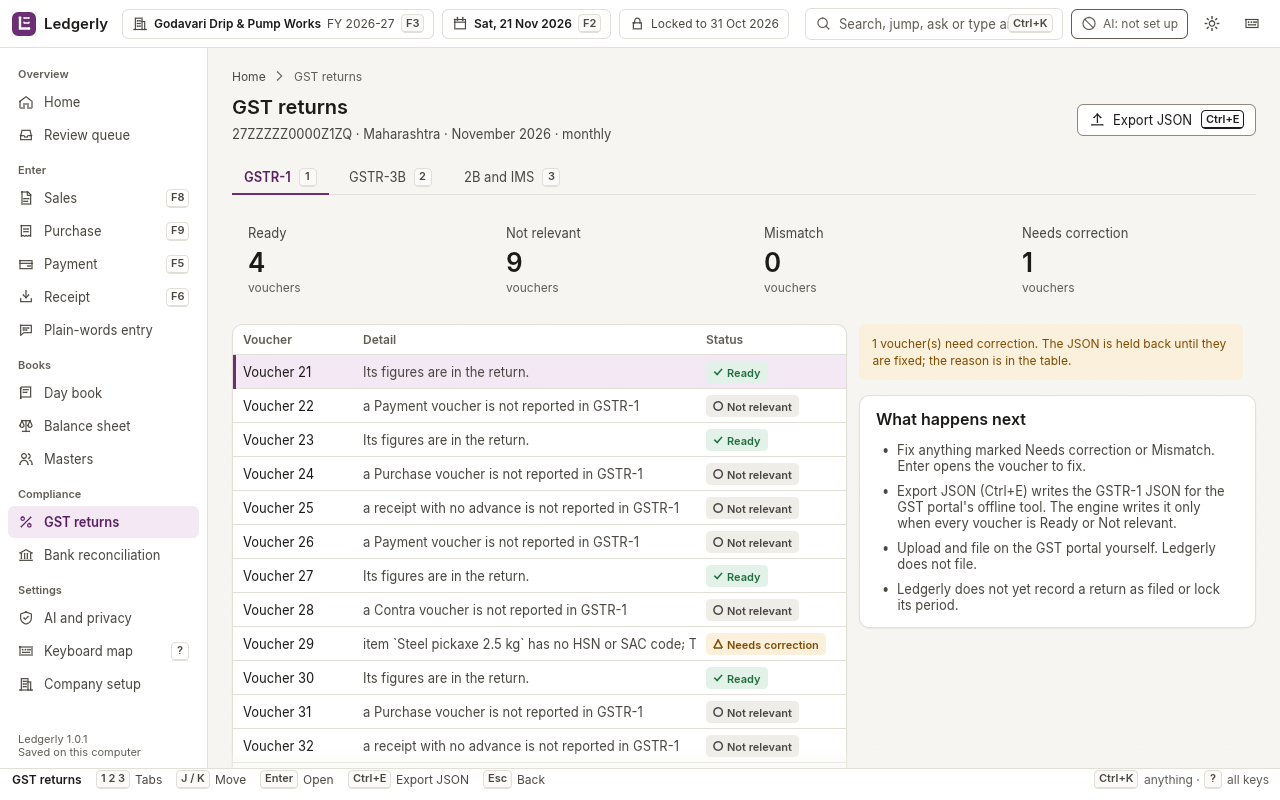 Ledgerly
Godavari Drip & Pump Works FY 2026-27 F3
Sat, 21 Nov 2026 F2
Locked to 31 Oct 2026
Search, jump, ask or type a Ctrl+K
AI: not set up
Overview
Home
Review queue
Enter
Sales F8
Purchase F9
Payment F5
Receipt F6
Plain-words entry
Books
Day book
Balance sheet
Masters
Compliance
GST returns
Bank reconciliation
Settings
AI and privacy
Keyboard map ?
Company setup
Ledgerly 1.0.1
Saved on this computer
Home > GST returns
GST returns
27ZZZZZ0000Z1ZQ · Maharashtra · November 2026 · monthly
Export JSON Ctrl+E
GSTR-1 1
GSTR-3B 2
2B and IMS 3
Ready
4
vouchers
Not relevant
9
vouchers
Mismatch
0
vouchers
Needs correction
1
vouchers
Voucher Detail Status
Voucher 21 Its figures are in the return. Ready
Voucher 22 a Payment voucher is not reported in GSTR-1 Not relevant
Voucher 23 Its figures are in the return. Ready
Voucher 24 a Purchase voucher is not reported in GSTR-1 Not relevant
Voucher 25 a receipt with no advance is not reported in GSTR-1 Not relevant
Voucher 26 a Payment voucher is not reported in GSTR-1 Not relevant
Voucher 27 Its figures are in the return. Ready
Voucher 28 a Contra voucher is not reported in GSTR-1 Not relevant
Voucher 29 item `Steel pickaxe 2.5 kg` has no HSN or SAC code; T Needs correction
Voucher 30 Its figures are in the return. Ready
Voucher 31 a Purchase voucher is not reported in GSTR-1 Not relevant
Voucher 32 a receipt with no advance is not reported in GSTR-1 Not relevant
1 voucher(s) need correction. The JSON is held back until they
are fixed; the reason is in the table.
What happens next
• Fix anything marked Needs correction or Mismatch.
Enter opens the voucher to fix.
• Export JSON (Ctrl+E) writes the GSTR-1 JSON for the
GST portal's offline tool. The engine writes it only
when every voucher is Ready or Not relevant.
• Upload and file on the GST portal yourself. Ledgerly
does not file.
• Ledgerly does not yet record a return as filed or lock
its period.
GST returns 1 2 3 Tabs J / K Move Enter Open Ctrl+E Export JSON Esc Back
Ctrl+K anything · ? all keys